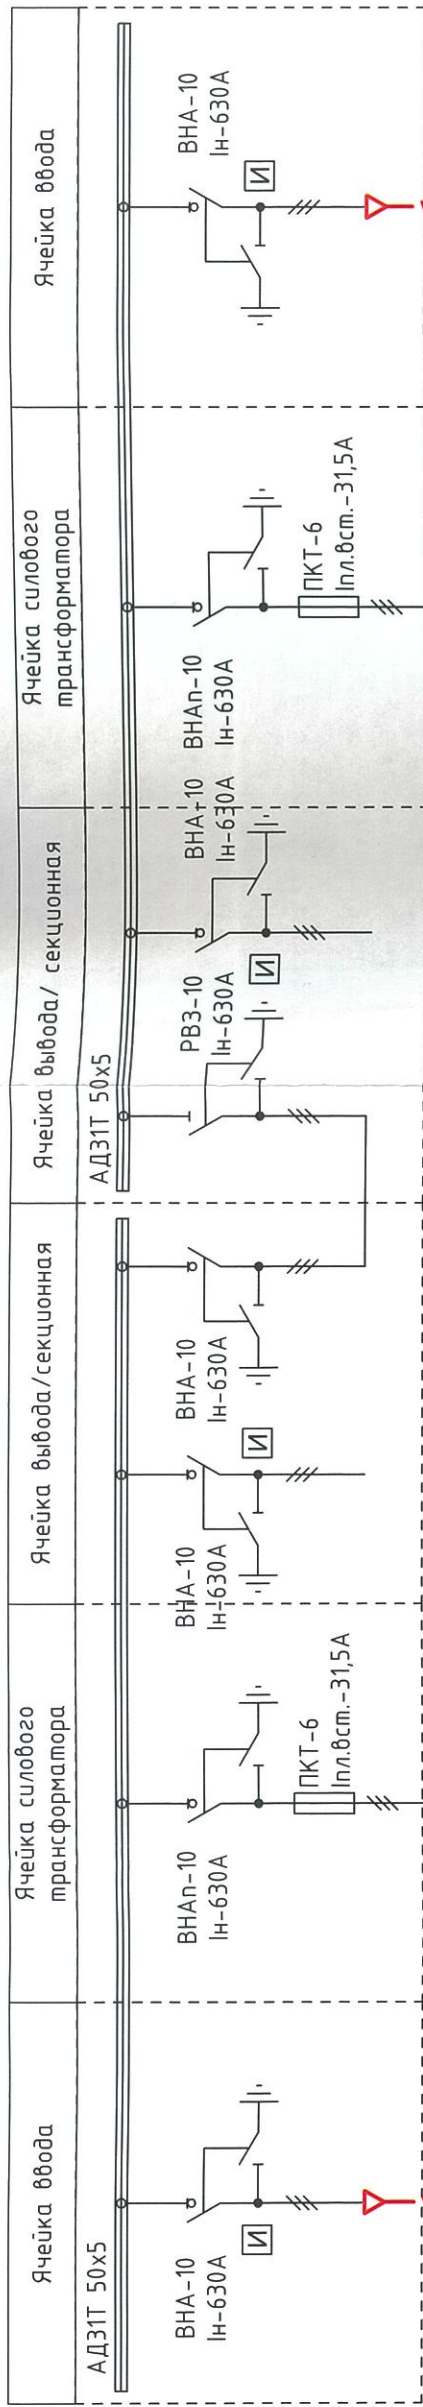 Ячейка ввода
Ячейка силового
трансформатора
Ячейка вывода/секционная
Ячейка вывода/ секционная
Ячейка силового
трансформатора
Ячейка ввода
АД31Т 50х5
ВНА-10
Iн-630А
И
ВНАп-10
Iн-630А
ПКТ-6
Iпл.вст.-31,5А
ВНА-10
Iн-630А
И
ВНА-10
Iн-630А
АД31Т 50х5
РВЗ-10
Iн-630А
И
ВНА-10
Iн-630А
ВНАп-10
Iн-630А
ПКТ-6
Iпл.вст.-31,5А
ВНА-10
Iн-630А
И